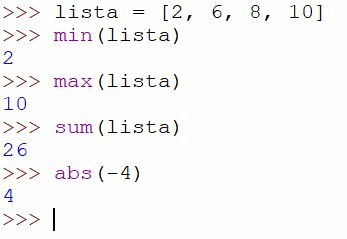 >>> lista = [2, 6, 8, 10]
>>> min(lista)
2
>>> max(lista)
10
>>> sum(lista)
26
>>> abs(-4)
4
>>>